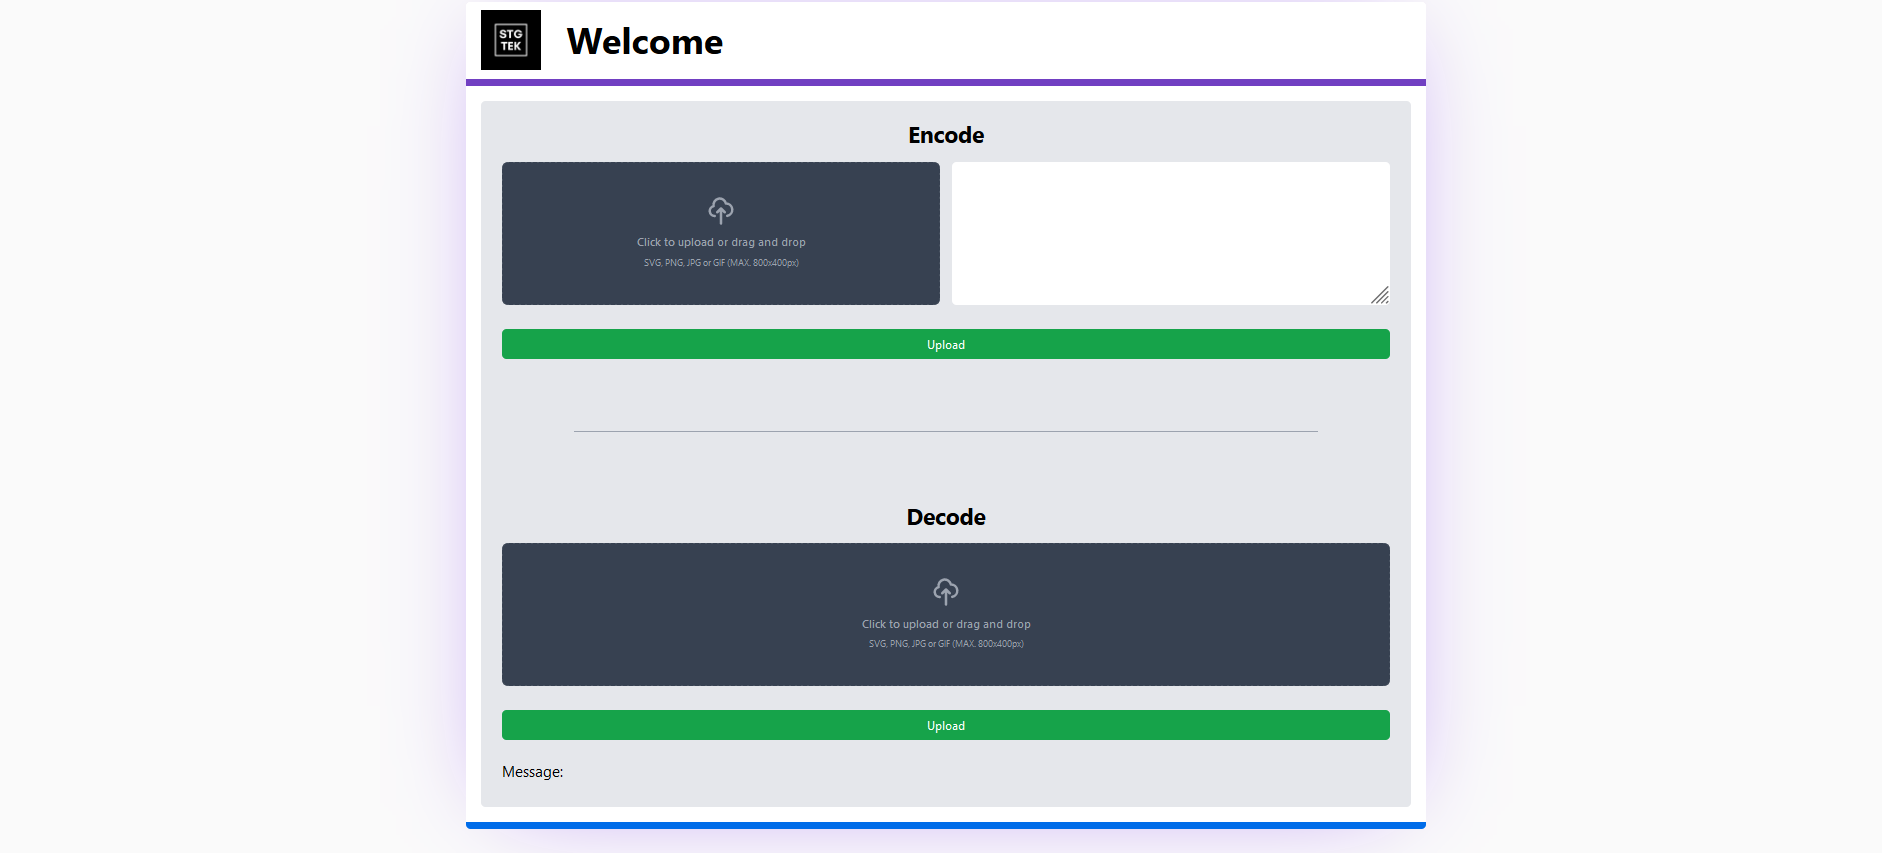 STG
TEK
Welcome
Encode
Click to upload or drag and drop
SVG, PNG, JPG or GIF (MAX. 800x400px)
Upload
Decode
Click to upload or drag and drop
SVG, PNG, JPG or GIF (MAX. 800x400px)
Upload
Message: